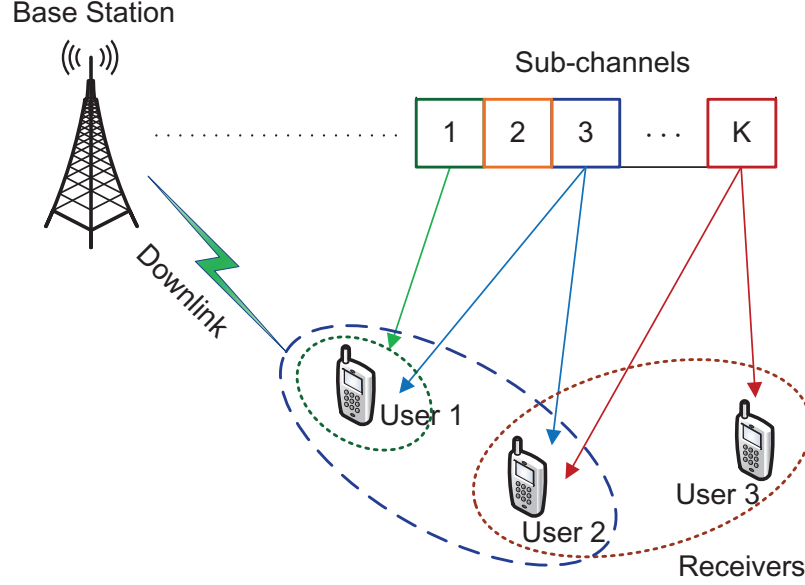 Base Station
Sub-channels
1 2 3 ... K
Downlink
User 1
User 2
User 3
Receivers